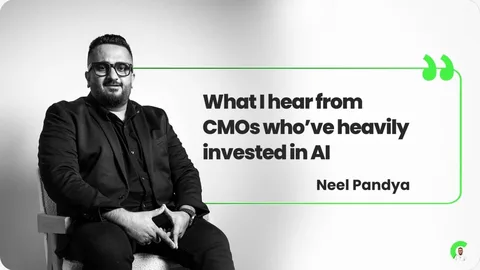 What I hear from
CMOs who’ve heavily
invested in AI
Neel Pandya